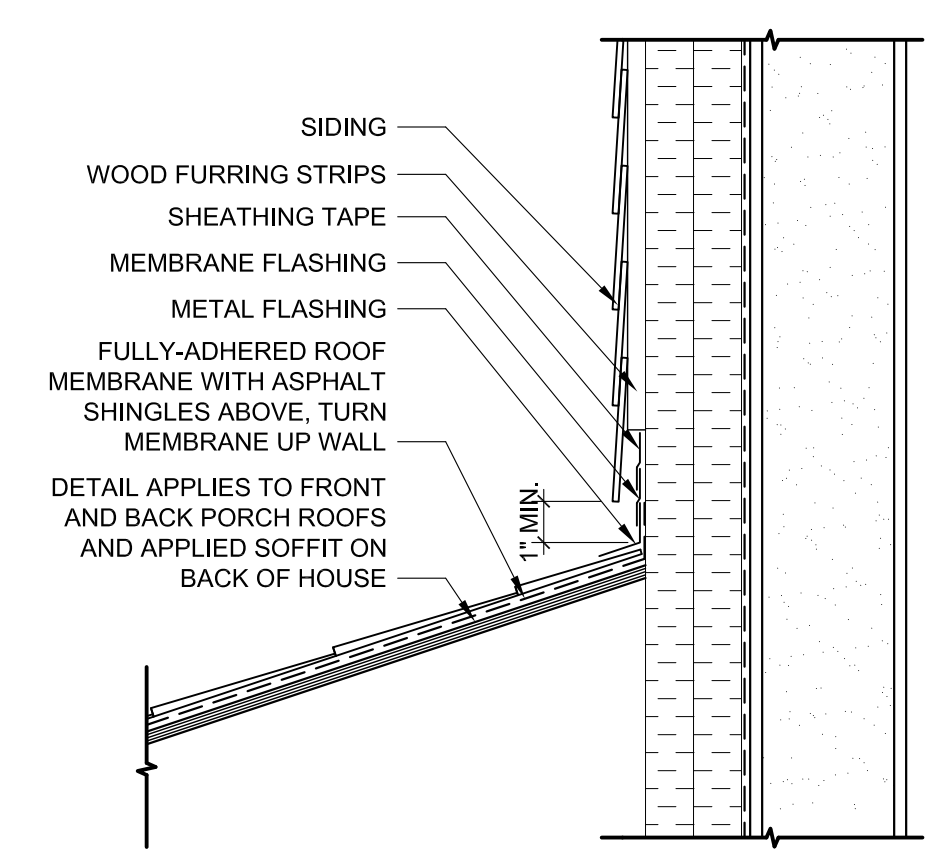 SIDING
WOOD FURRING STRIPS
SHEATHING TAPE
MEMBRANE FLASHING
METAL FLASHING
FULLY-ADHERED ROOF
MEMBRANE WITH ASPHALT
SHINGLES ABOVE, TURN
MEMBRANE UP WALL
DETAIL APPLIES TO FRONT
AND BACK PORCH ROOFS
AND APPLIED SOFFIT ON
BACK OF HOUSE
1" MIN.